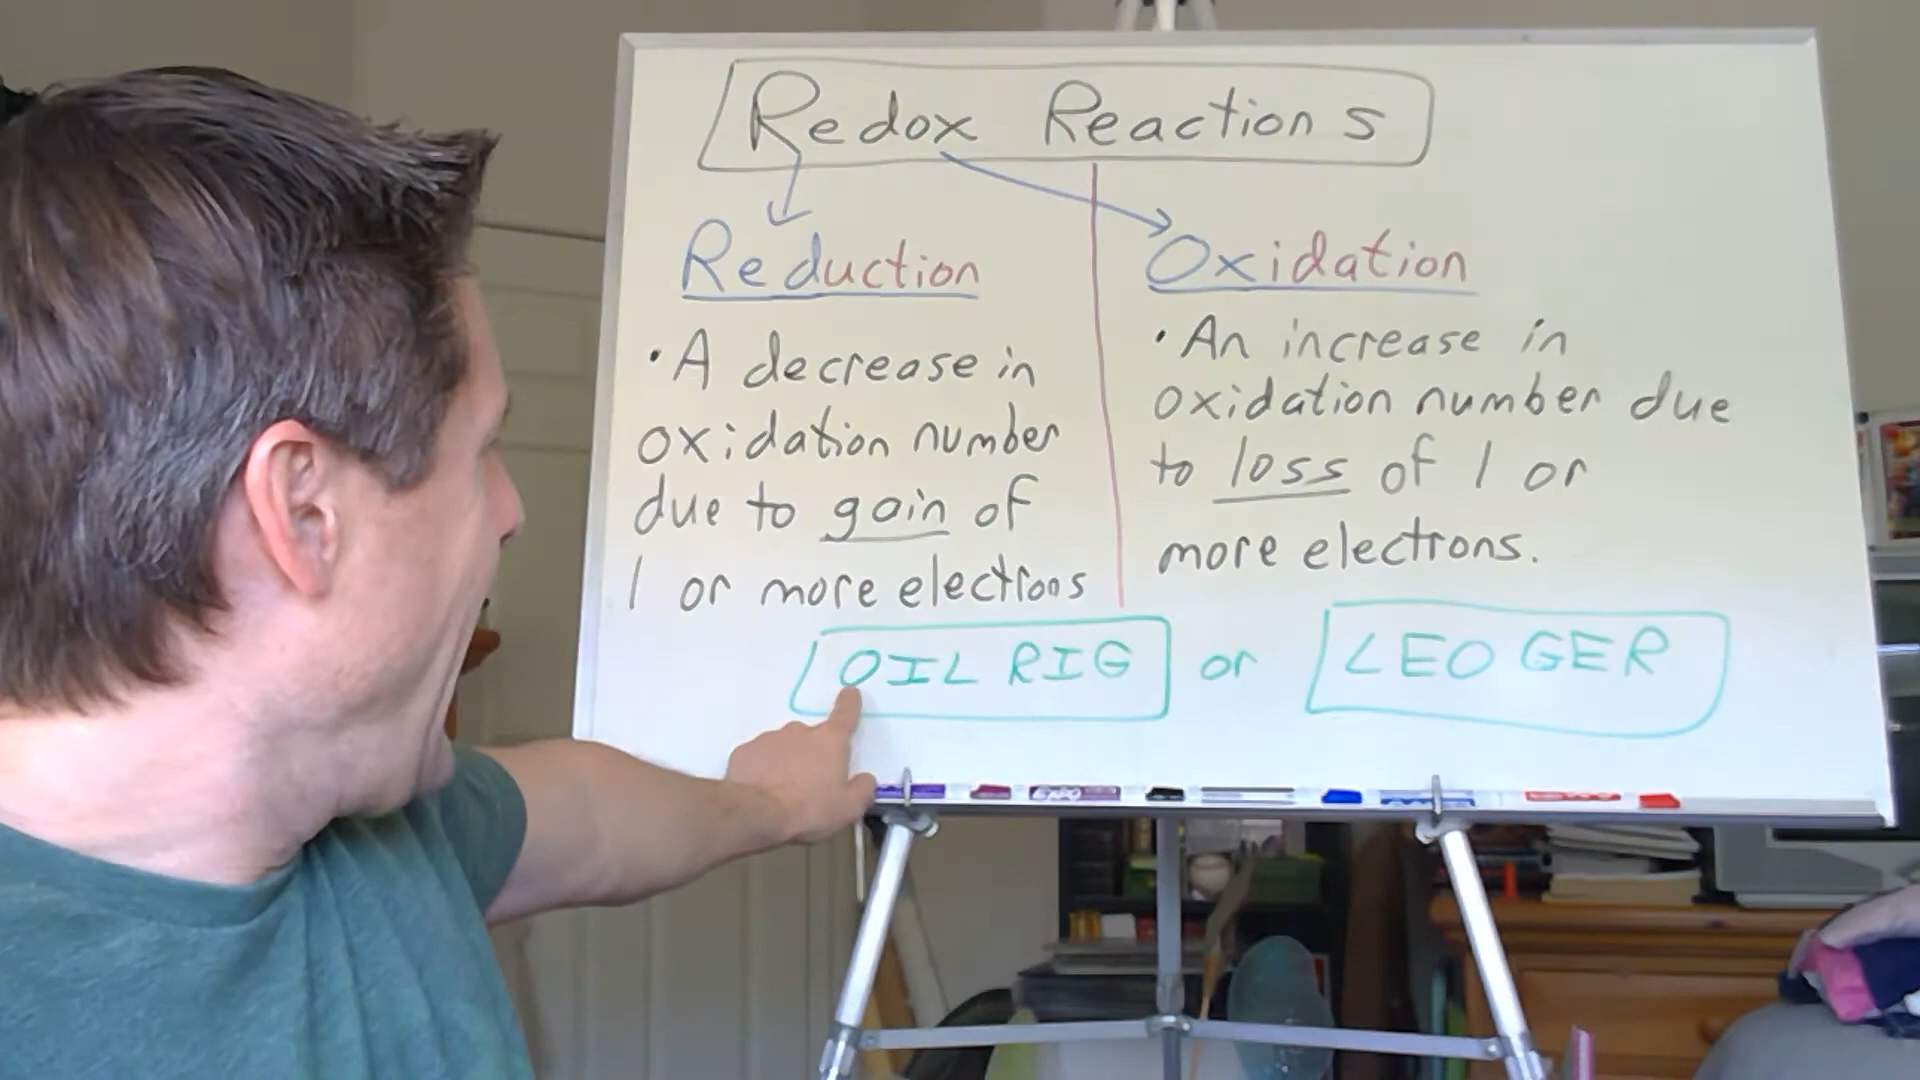 Redox Reactions
Reduction
• A decrease in
oxidation number
due to gain of
1 or more electrons
Oxidation
• An increase in
oxidation number due
to loss of 1 or
more electrons.
OIL RIG or LEO GER
EXPO